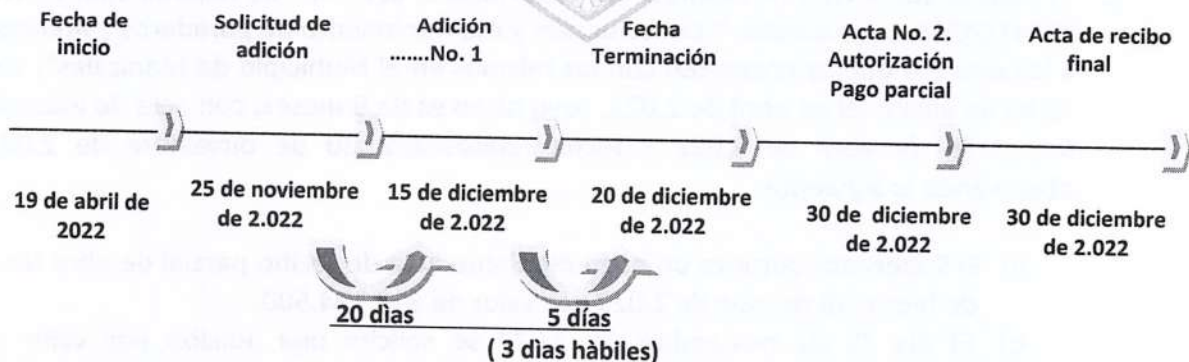 Fecha de
inicio
Solicitud de
adición
Adición
........No. 1
Fecha
Terminación
Acta No. 2.
Autorización
Pago parcial
Acta de recibo
final
19 de abril de
2022
25 de noviembre
de 2.022
15 de diciembre
de 2.022
20 de diciembre
de 2.022
30 de diciembre
de 2.022
30 de diciembre
de 2.022
20 dìas
5 días
( 3 dìas hàbiles)